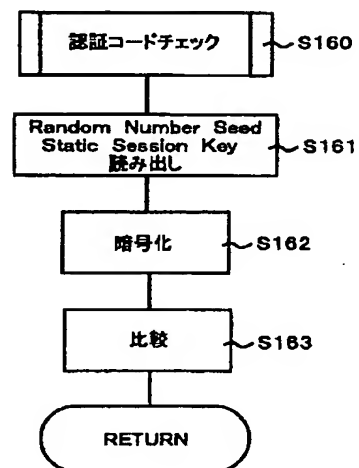 認証コードチェック S160
Random Number Seed
Static Session Key S161
読み出し
暗号化 S162
比較 S163
RETURN